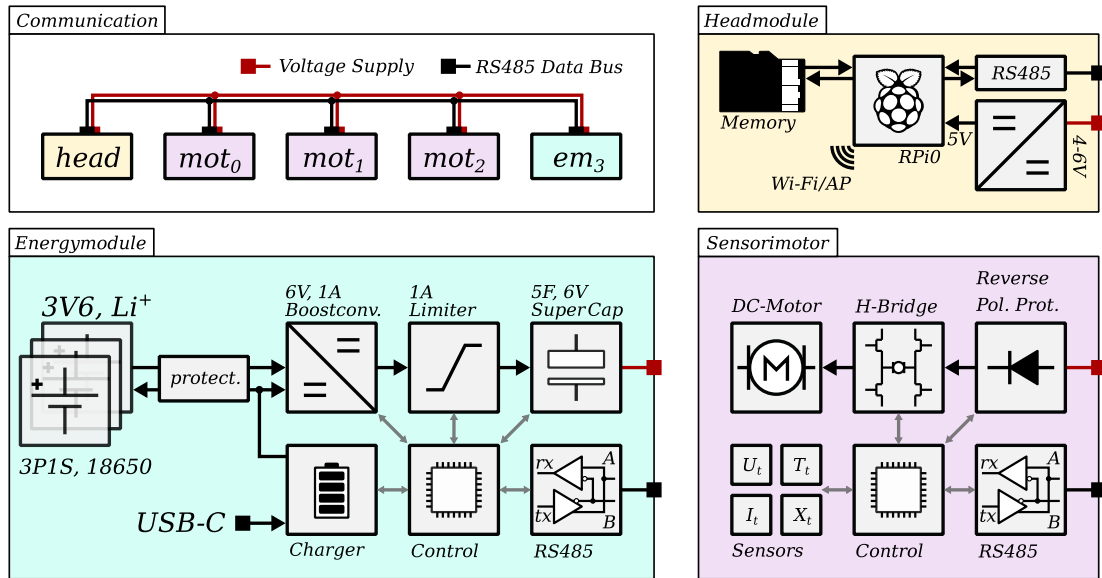 Communication
Voltage Supply
RS485 Data Bus
head
mot0
mot1
mot2
em3
Headmodule
Memory
RPi0
RS485
5V
4-6V
Wi-Fi/AP
Energymodule
3V6, Li+
3P1S, 18650
protect.
6V, 1A
Boostconv.
1A
Limiter
5F, 6V
SuperCap
USB-C
Charger
Control
rx
tx
A
B
RS485
Sensorimotor
DC-Motor
H-Bridge
Reverse
Pol. Prot.
M
Ut
Tt
It
Xt
Sensors
Control
rx
tx
A
B
RS485